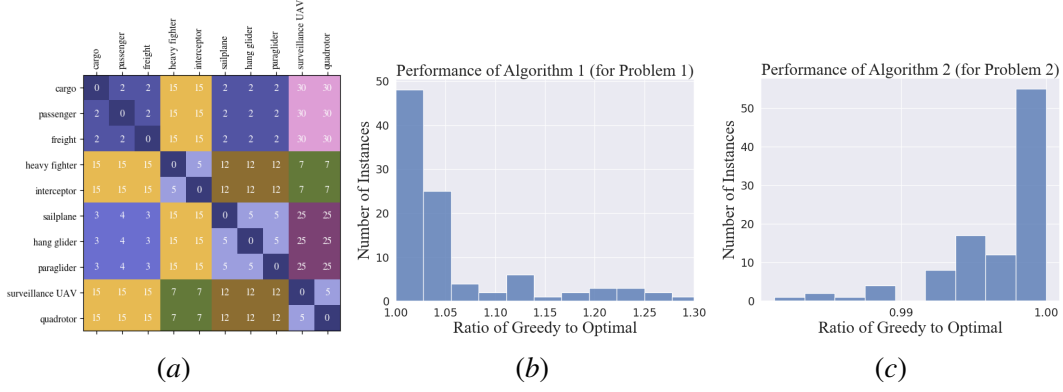 cargo
passenger
freight
heavy fighter
interceptor
sailplane
hang glider
paraglider
surveillance UAV
quadrotor
cargo 0 2 2 15 15 2 2 2 30 30
passenger 2 0 2 15 15 2 2 2 30 30
freight 2 2 0 15 15 2 2 2 30 30
heavy fighter 15 15 15 0 5 12 12 12 7 7
interceptor 15 15 15 5 0 12 12 12 7 7
sailplane 3 4 3 15 15 0 5 5 25 25
hang glider 3 4 3 15 15 5 0 5 25 25
paraglider 3 4 3 15 15 5 5 0 25 25
surveillance UAV 15 15 15 7 7 12 12 12 0 5
quadrotor 15 15 15 7 7 12 12 12 5 0
(a)
Performance of Algorithm 1 (for Problem 1)
Number of Instances
50
40
30
20
10
0
1.00 1.05 1.10 1.15 1.20 1.25 1.30
Ratio of Greedy to Optimal
(b)
Performance of Algorithm 2 (for Problem 2)
Number of Instances
50
40
30
20
10
0
0.99 1.00
Ratio of Greedy to Optimal
(c)